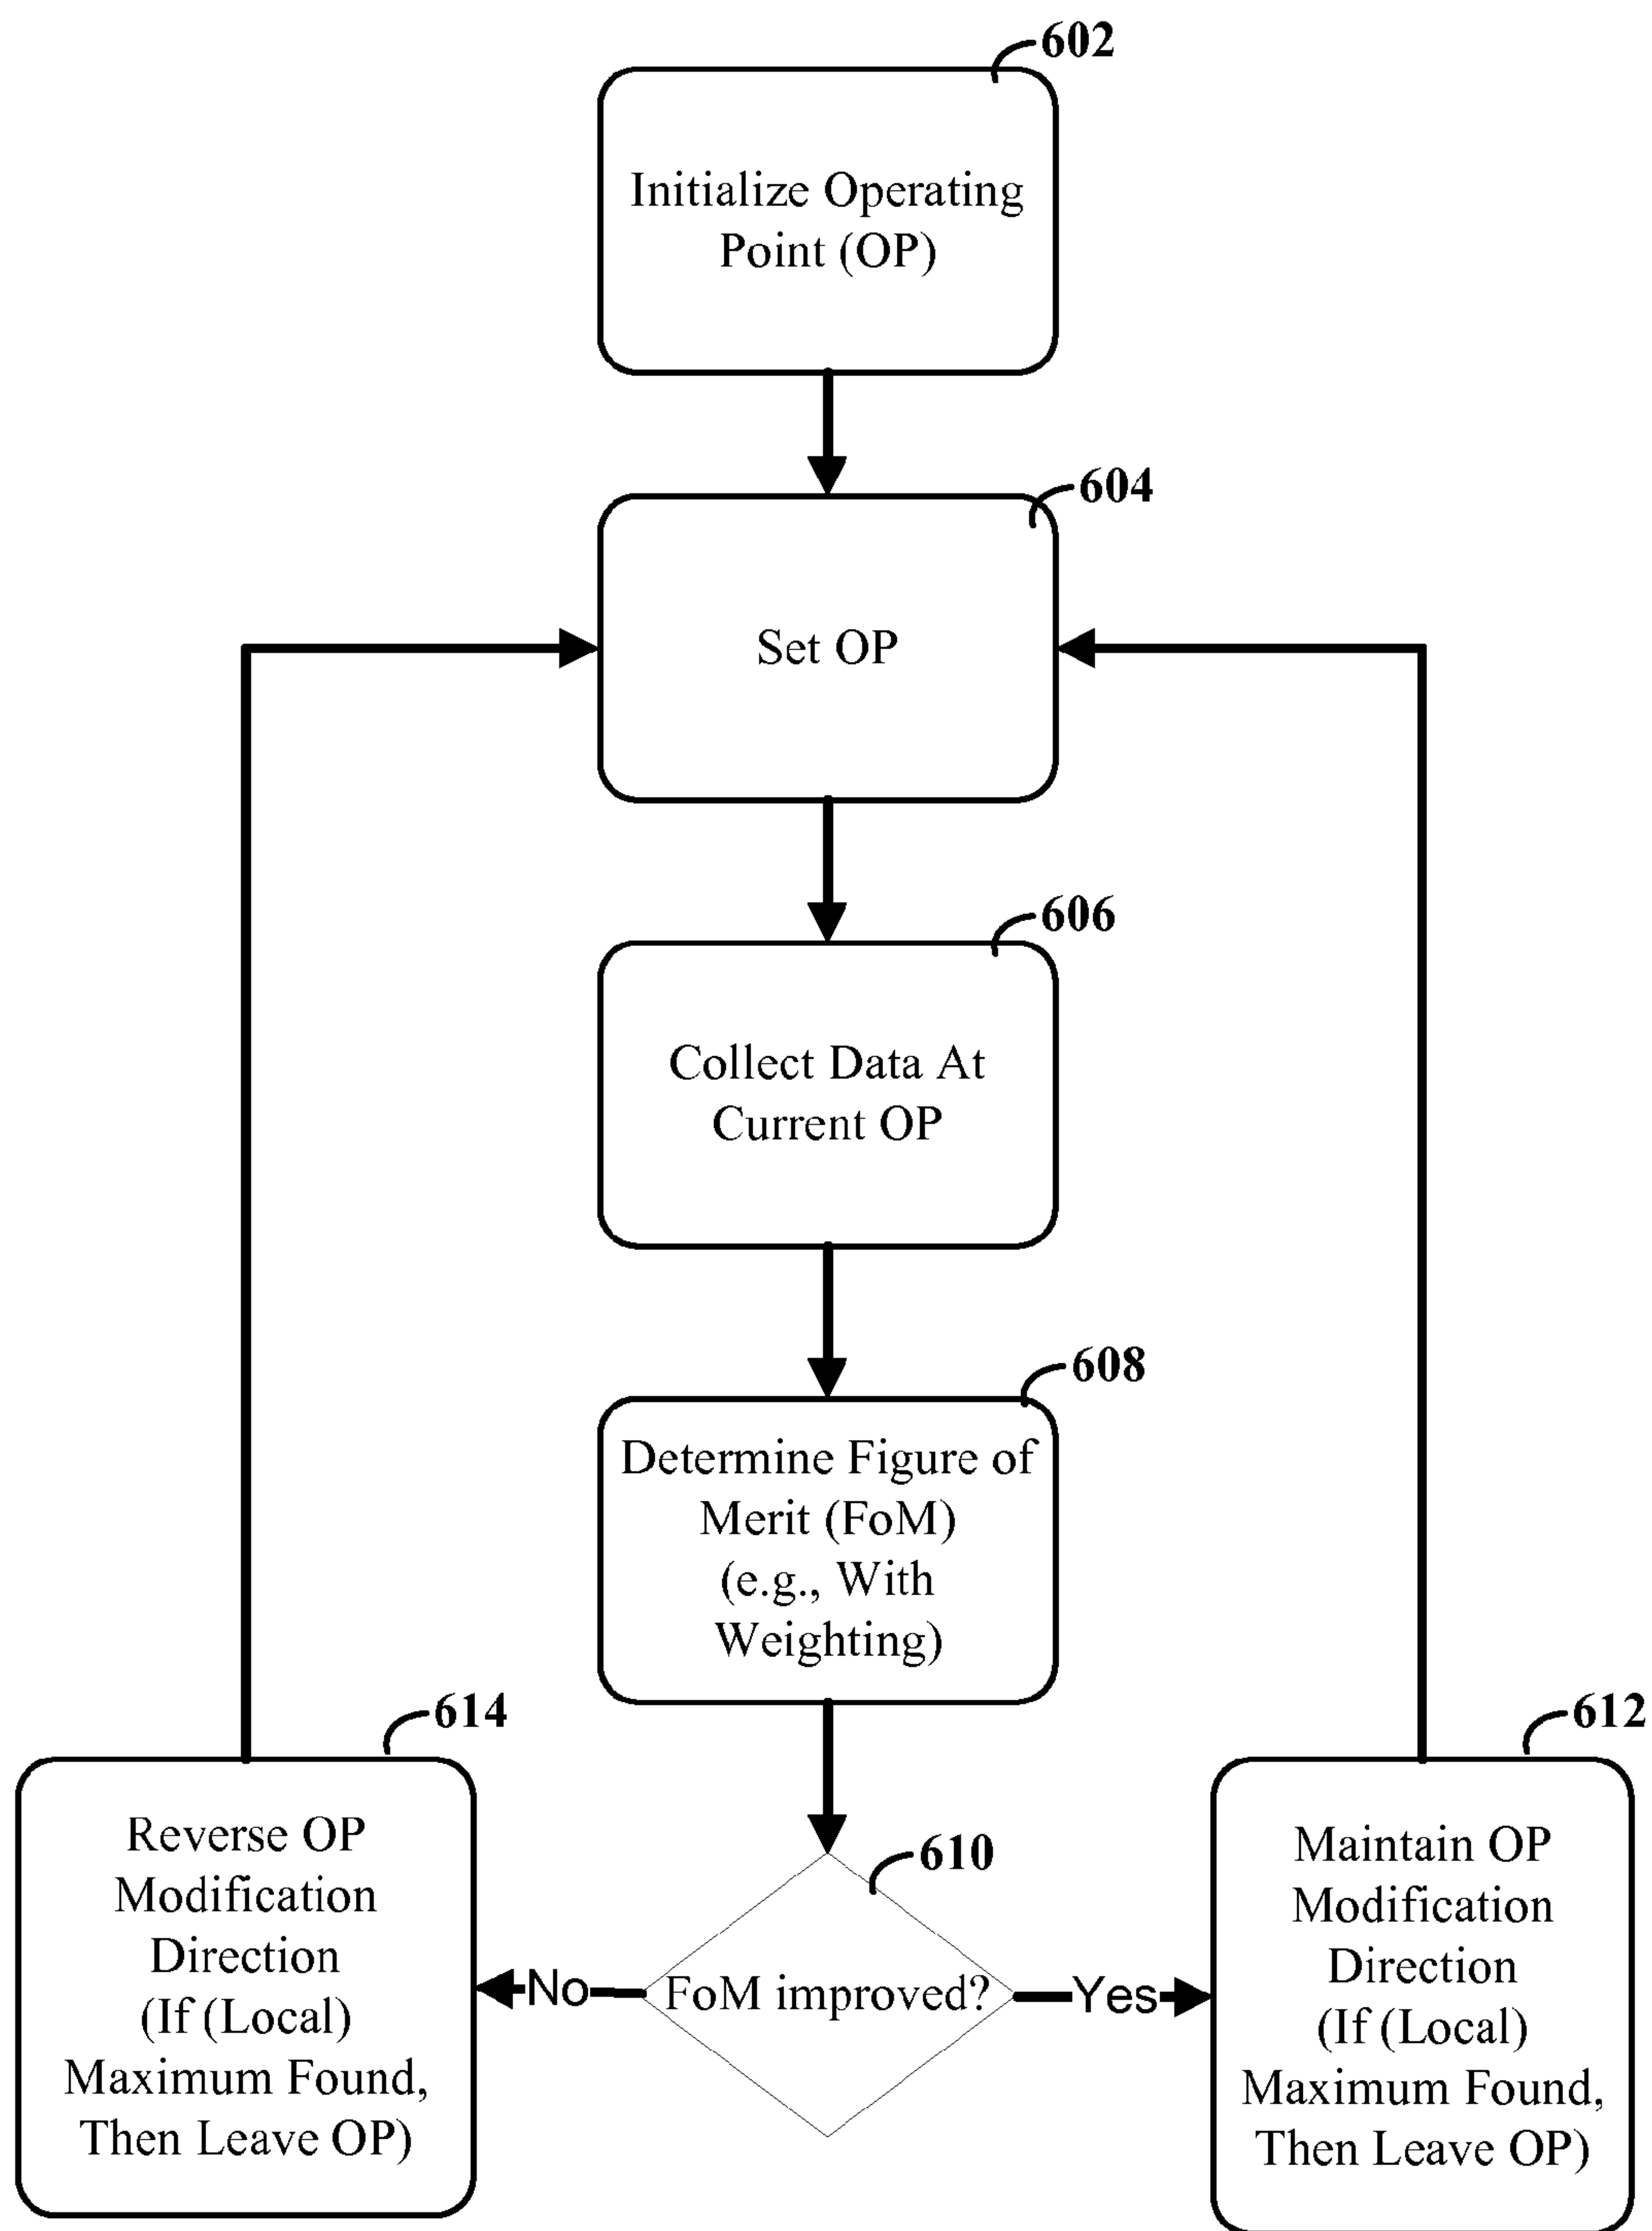 602
Initialize Operating
Point (OP)
604
Set OP
606
Collect Data At
Current OP
608
Determine Figure of
Merit (FoM)
(e.g., With
Weighting)
610
FoM improved?
No
Yes
614
Reverse OP
Modification
Direction
(If (Local)
Maximum Found,
Then Leave OP)
612
Maintain OP
Modification
Direction
(If (Local)
Maximum Found,
Then Leave OP)